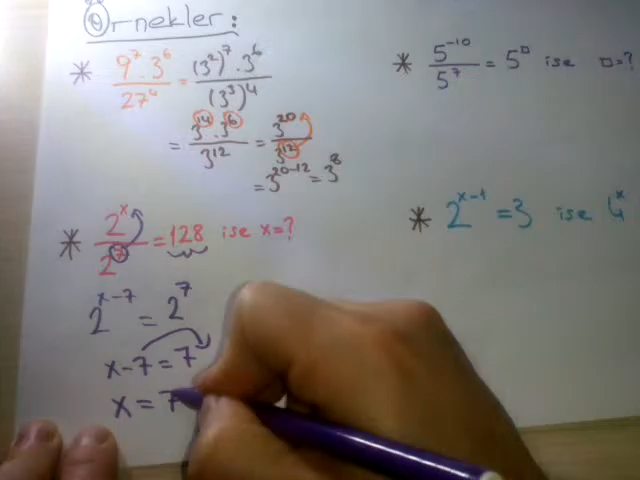 Örnekler:
* 9^7 . 3^6 / 27^4 = (3^2)^7 . 3^6 / (3^3)^4
= 3^14 . 3^6 / 3^12 = 3^20 / 3^12
= 3^20-12 = 3^8
* 2^x / 2^7 = 128 ise x=?
2^x-7 = 2^7
x-7 = 7
x = 7
* 5^-10 / 5^7 = 5^□ ise □=?
* 2^x-1 = 3 ise 4^x